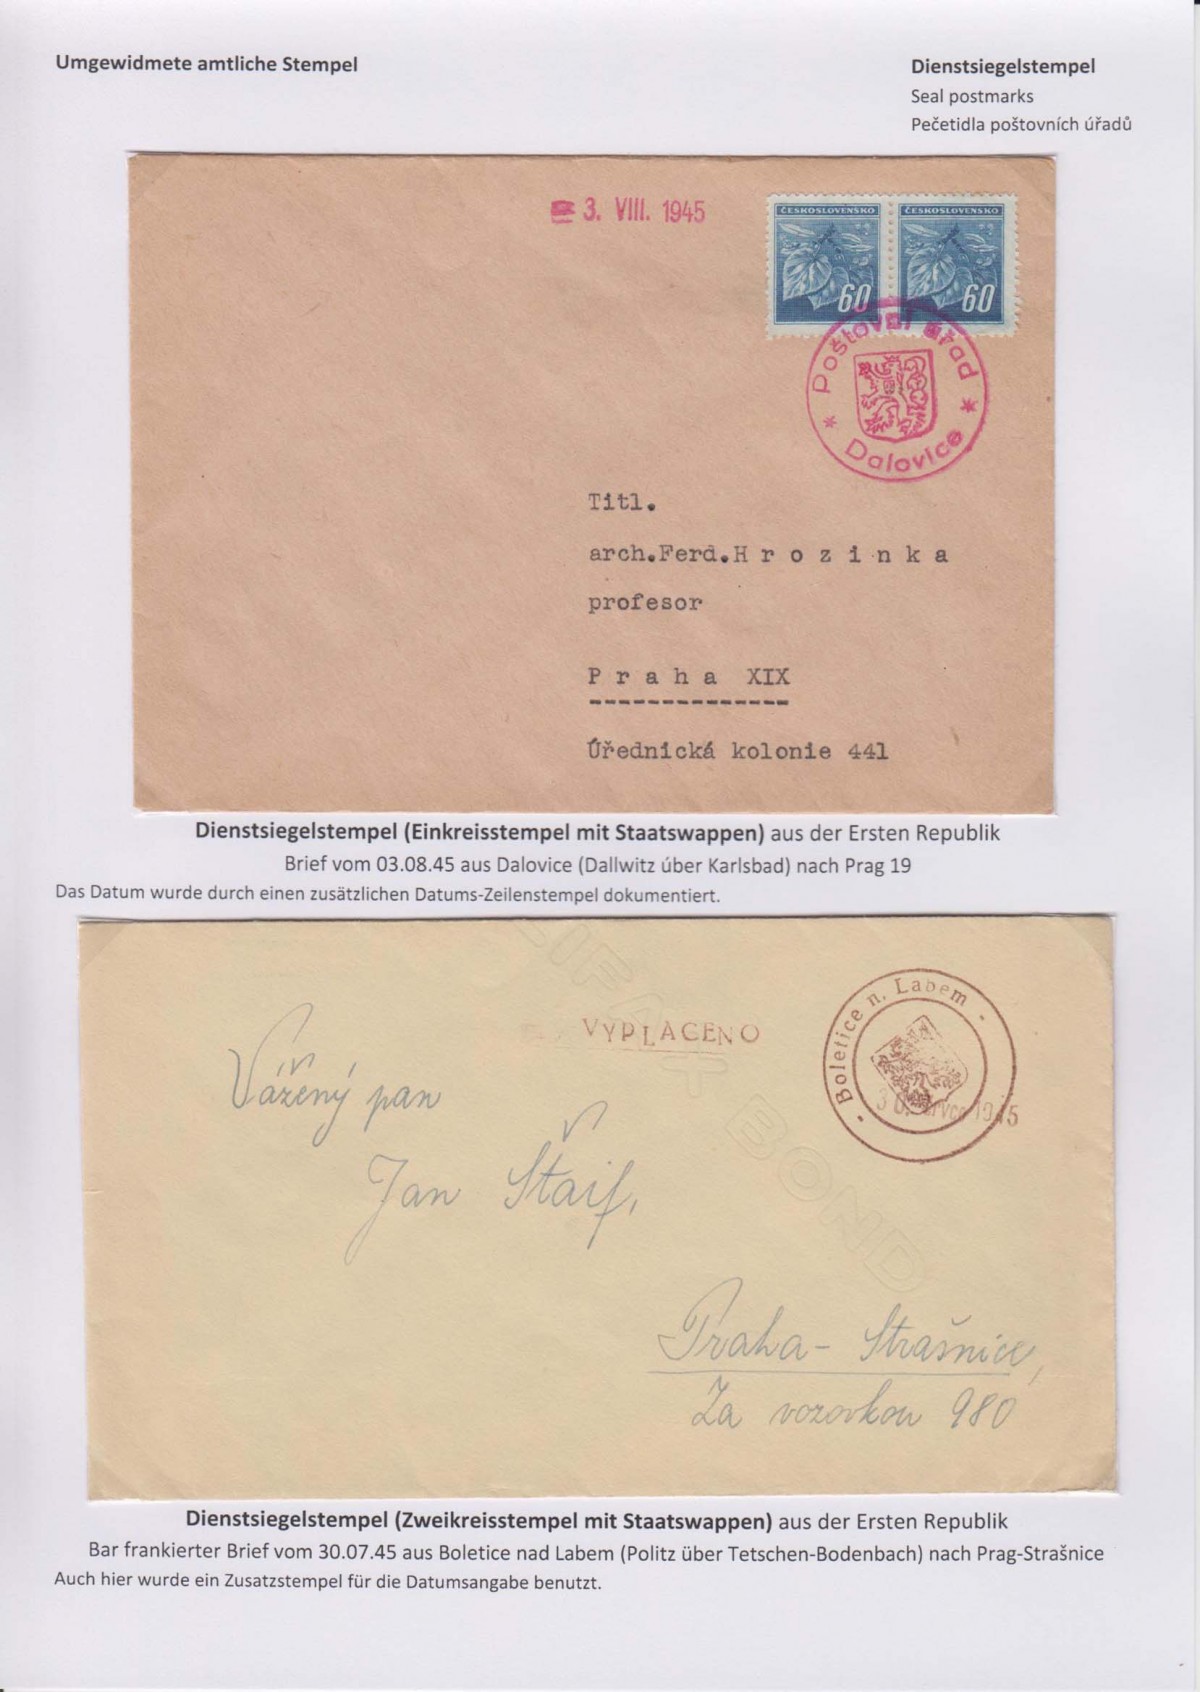 Umgewidmete amtliche Stempel
Dienstsiegelstempel
Seal postmarks
Pečetidla poštovních úřadů
3. VIII. 1945
ČESKOSLOVENSKO
60
ČESKOSLOVENSKO
60
Poštovní úřad
* Dalovice *
Titl.
arch.Ferd.H r o z i n k a
profesor
P r a h a XIX
Úřednická kolonie 441
Dienstsiegelstempel (Einkreisstempel mit Staatswappen) aus der Ersten Republik
Brief vom 03.08.45 aus Dalovice (Dallwitz úber Karlsbad) nach Prag 19
Das Datum wurde durch einen zusätzlichen Datums-Zeilenstempel dokumentiert.
BOND
VYPLACENO
- Boletice n. Labem -
30. 1945
Vážený pan
Jan Štaif,
Praha - Strašnice,
Za vozovkou 980
Dienstsiegelstempel (Zweikreisstempel mit Staatswappen) aus der Ersten Republik
Bar frankierter Brief vom 30.07.45 aus Boletice nad Labem (Politz über Tetschen-Bodenbach) nach Prag-Strašnice
Auch hier wurde ein Zusatzstempel für die Datumsangabe benutzt.